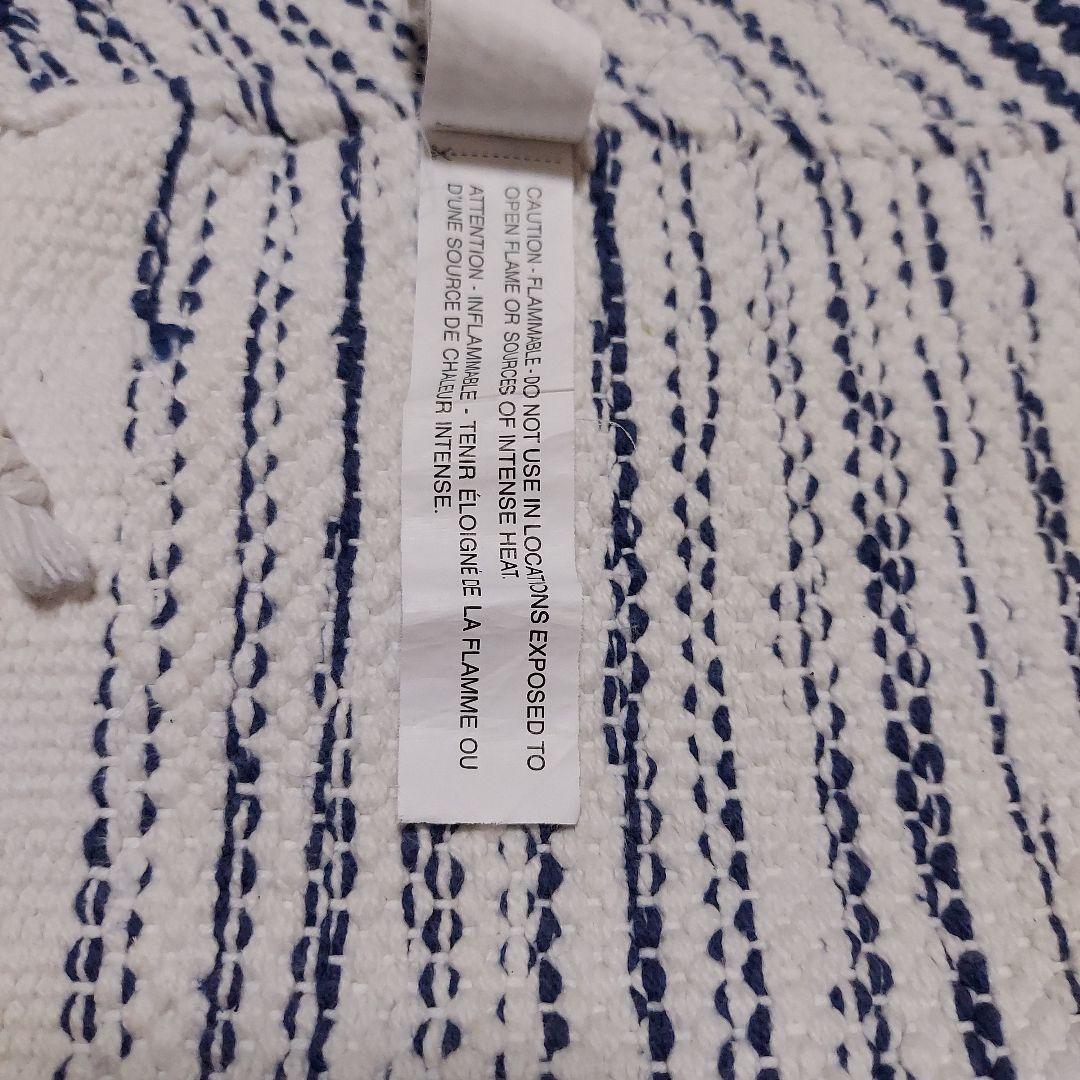 CAUTION - FLAMMABLE - DO NOT USE IN LOCATIONS EXPOSED TO
OPEN FLAME OR SOURCES OF INTENSE HEAT.
ATTENTION - INFLAMMABLE - TENIR ÉLOIGNÉ DE LA FLAMME OU
D'UNE SOURCE DE CHALEUR INTENSE.